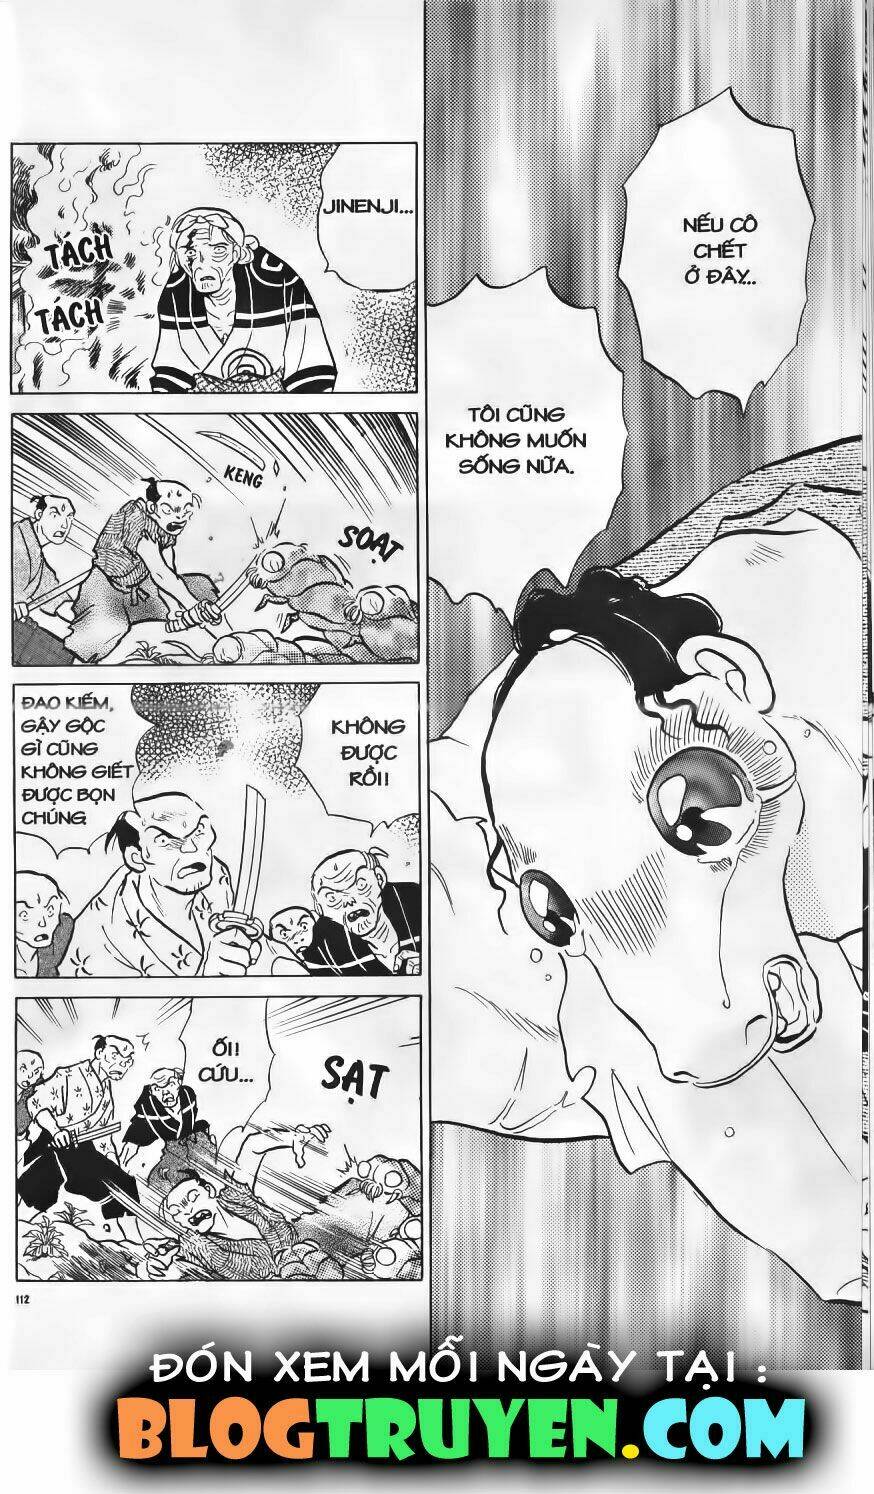 NẾU CÔ
CHẾT
Ở ĐÂY...
TÔI CŨNG
KHÔNG MUỐN
SỐNG NỮA.
JINENJI...
TÁCH
TÁCH
KENG
SOẠT
KHÔNG
ĐƯỢC
RỒI!
ĐAO KIẾM,
GẬY GỘC
GÌ CŨNG
KHÔNG GIẾT
ĐƯỢC BỌN
CHÚNG
ỐI!
CỨU...
SẠT
112
ĐÓN XEM MỖI NGÀY TẠI :
BLOGTRUYEN.COM